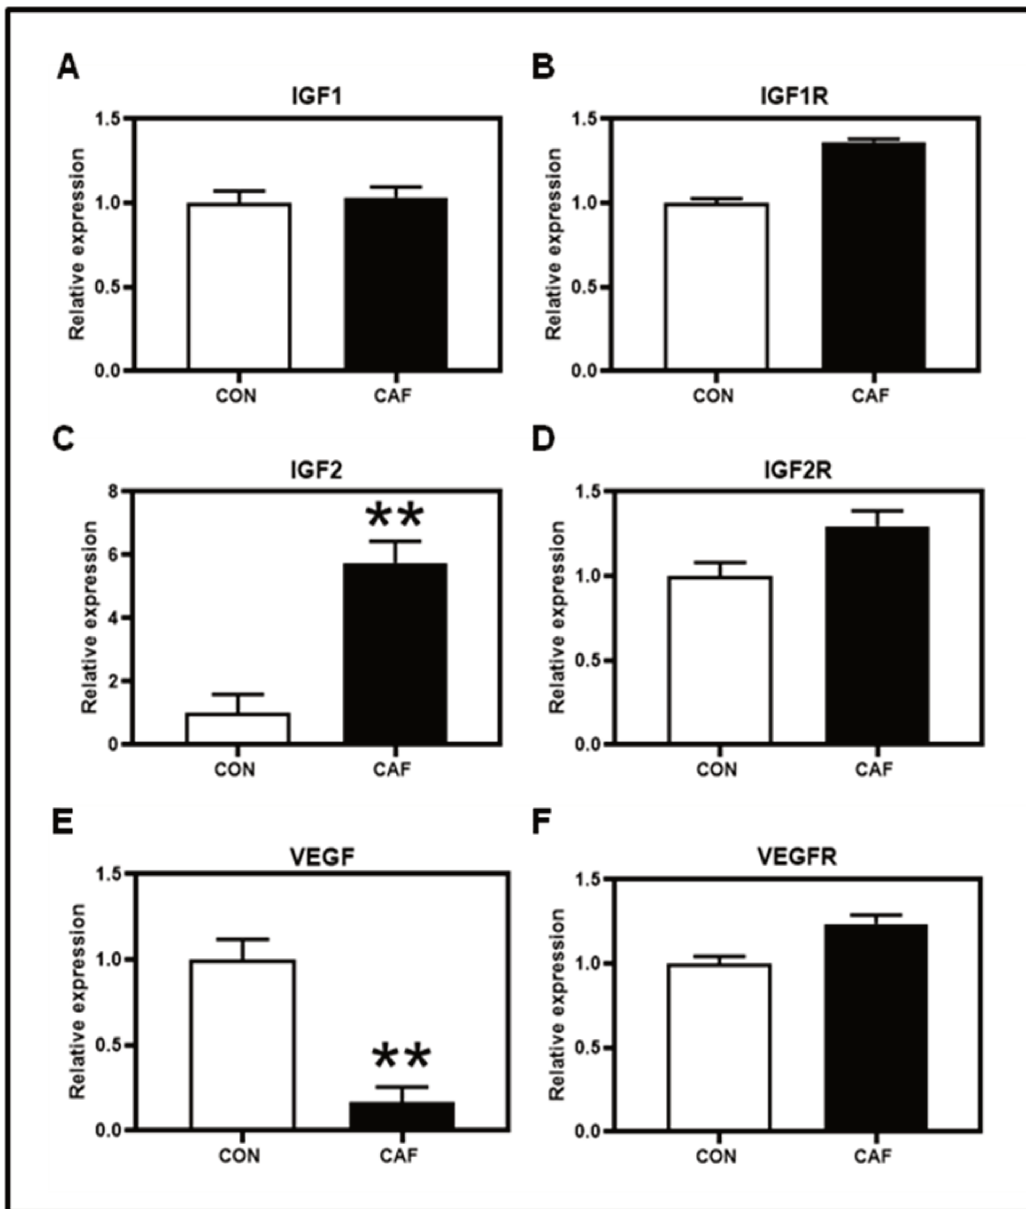 A
IGF1
1.5
1.0
0.5
0.0
Relative expression
CON CAF
B
IGF1R
1.5
1.0
0.5
0.0
Relative expression
CON CAF
C
IGF2
8
6
4
2
0
Relative expression
**
CON CAF
D
IGF2R
1.5
1.0
0.5
0.0
Relative expression
CON CAF
E
VEGF
1.5
1.0
0.5
0.0
Relative expression
**
CON CAF
F
VEGFR
1.5
1.0
0.5
0.0
Relative expression
CON CAF